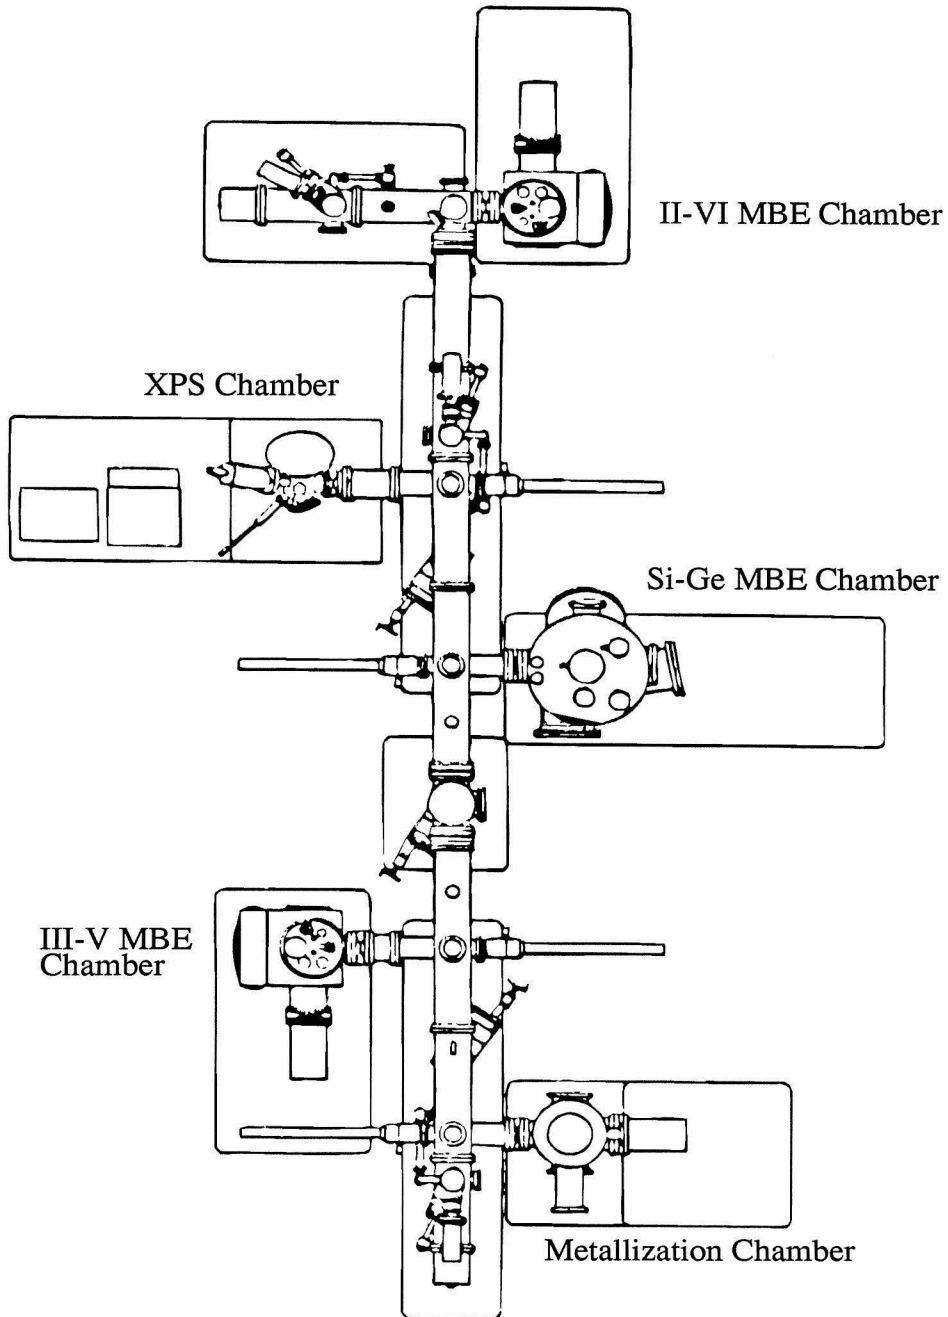 II-VI MBE Chamber
XPS Chamber
Si-Ge MBE Chamber
III-V MBE
Chamber
Metallization Chamber